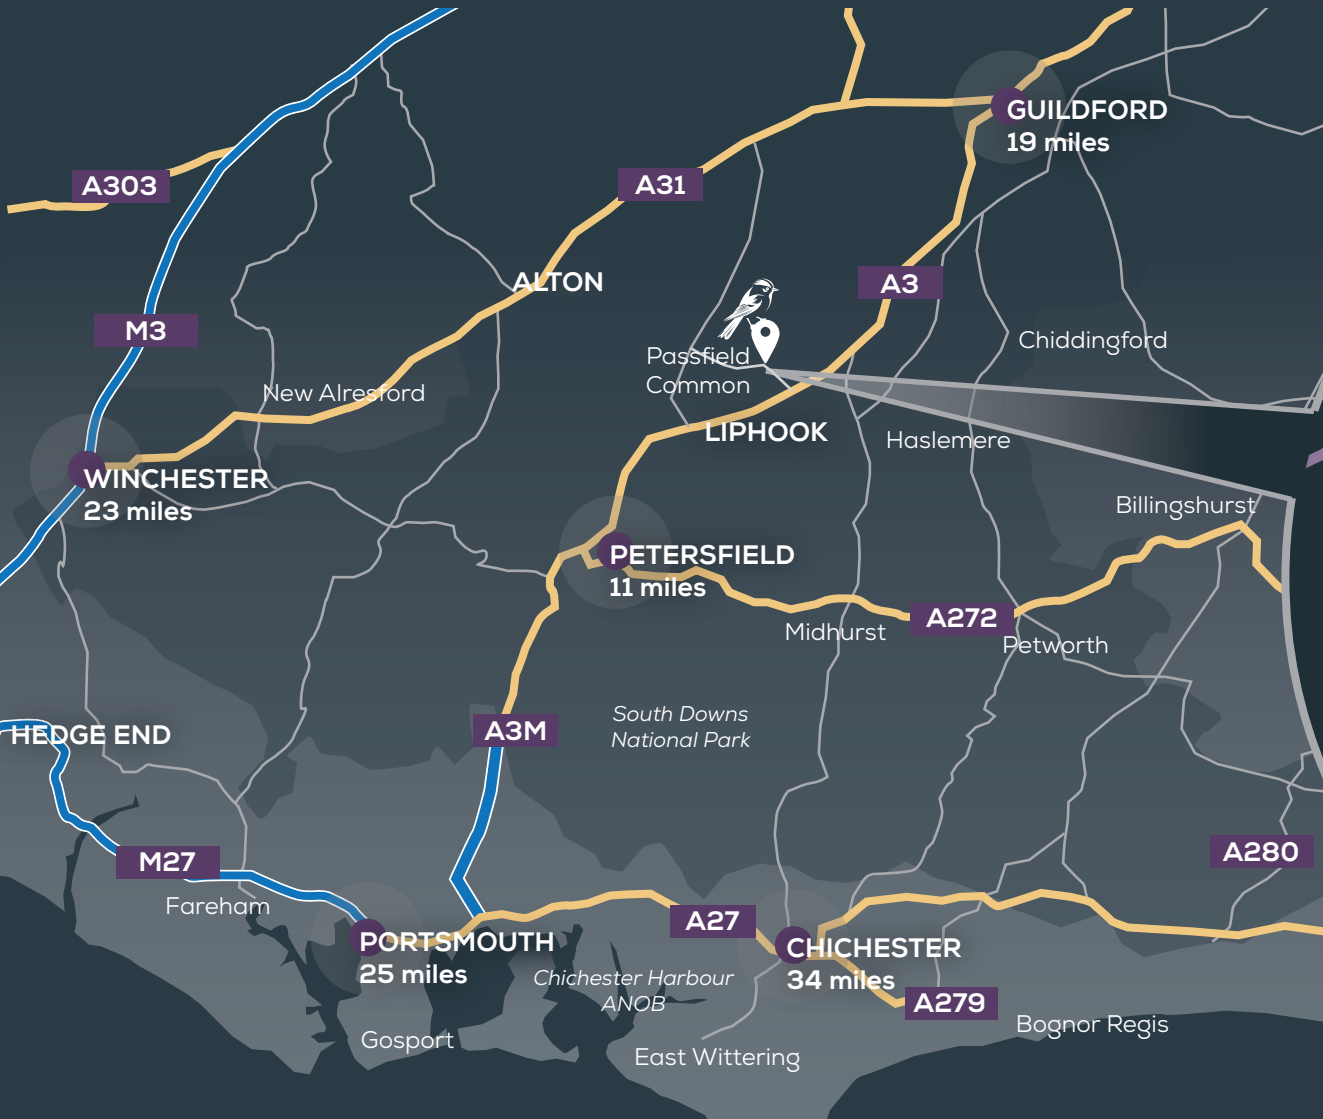 GUILDFORD
19 miles
A303
A31
ALTON
A3
M3
Passfield
Common
Chiddingford
New Alresford
LIPHOOK
Haslemere
WINCHESTER
23 miles
Billingshurst
PETERSFIELD
11 miles
A272
Midhurst
Petworth
South Downs
National Park
A3M
HEDGE END
M27
A280
Fareham
A27
PORTSMOUTH
25 miles
CHICHESTER
34 miles
Chichester Harbour
ANOB
A279
Bognor Regis
Gosport
East Wittering